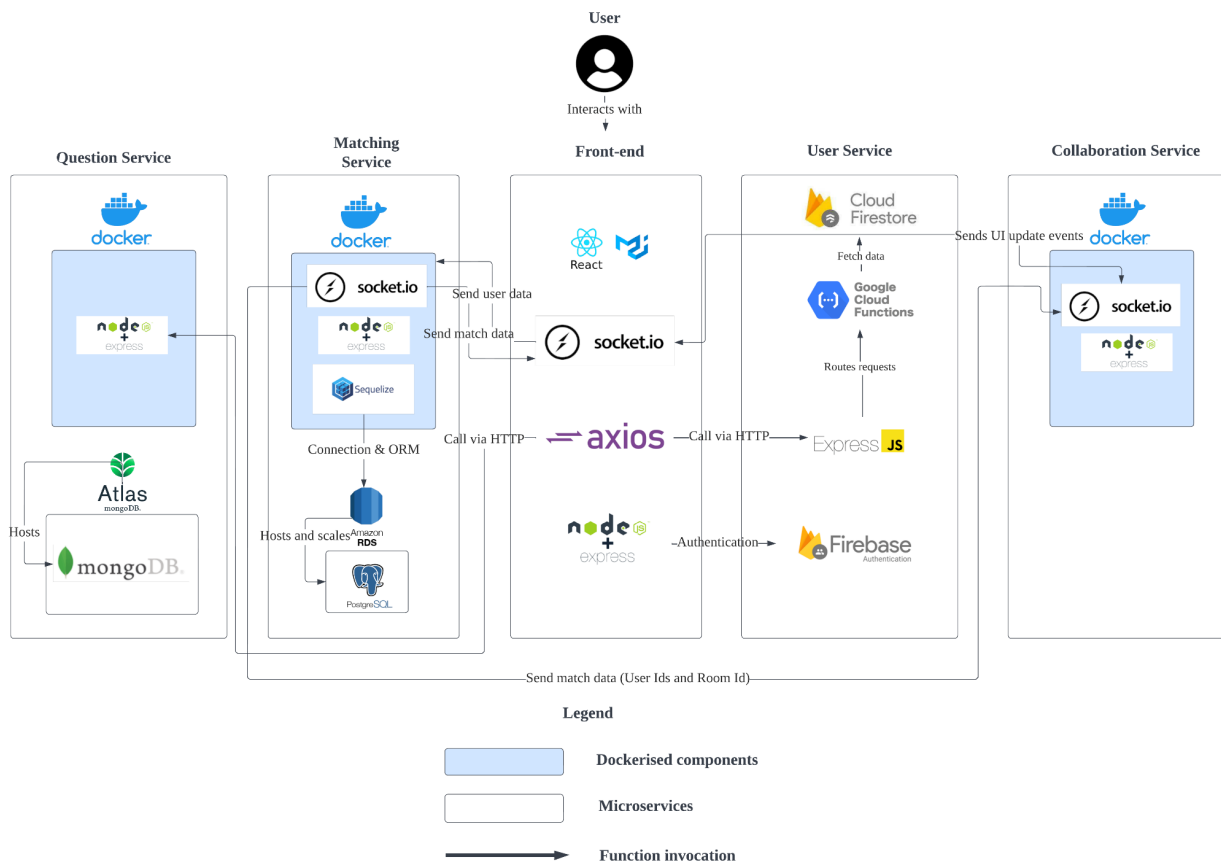 User
Interacts with
Question Service
Matching
Service
Front-end
User Service
Collaboration Service
docker
docker
React
Cloud
Firestore
Sends UI update events
docker
Fetch data
socket.io
Send user data
Google
Cloud
Functions
socket.io
node JS
+
express
node JS
+
express
Send match data
socket.io
node JS
+
express
Routes requests
Sequelize
Call via HTTP
axios
Call via HTTP
Express JS
Connection & ORM
Atlas
mongoDB.
Hosts
Hosts and scales
Amazon
RDS
node JS
+
express
Authentication
Firebase
Authentication
mongoDB
PostgreSQL
Send match data (User Ids and Room Id)
Legend
Dockerised components
Microservices
Function invocation